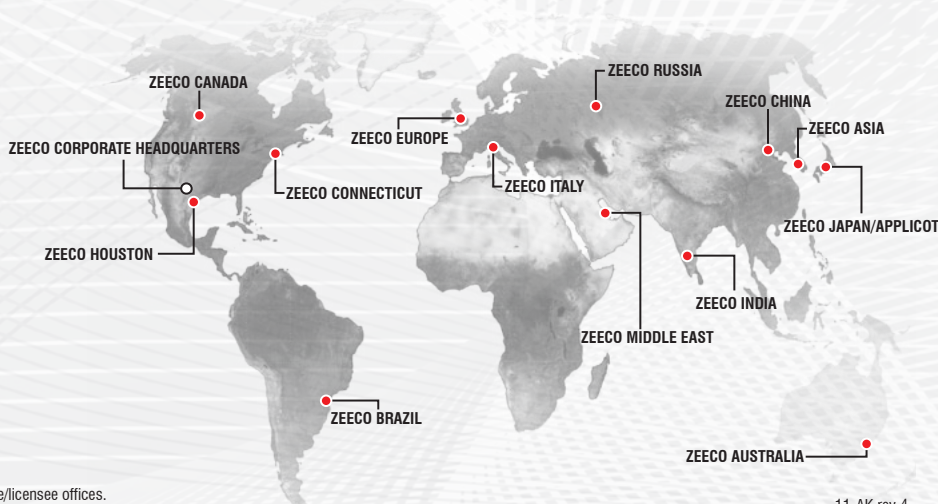 ZEECO RUSSIA
ZEECO CANADA
ZEECO CHINA
ZEECO ASIA
ZEECO EUROPE
ZEECO CORPORATE HEADQUARTERS
ZEECO ITALY
ZEECO CONNECTICUT
ZEECO JAPAN/APPLICOT
ZEECO HOUSTON
ZEECO INDIA
ZEECO MIDDLE EAST
ZEECO BRAZIL
ZEECO AUSTRALIA
e/licensee offices.